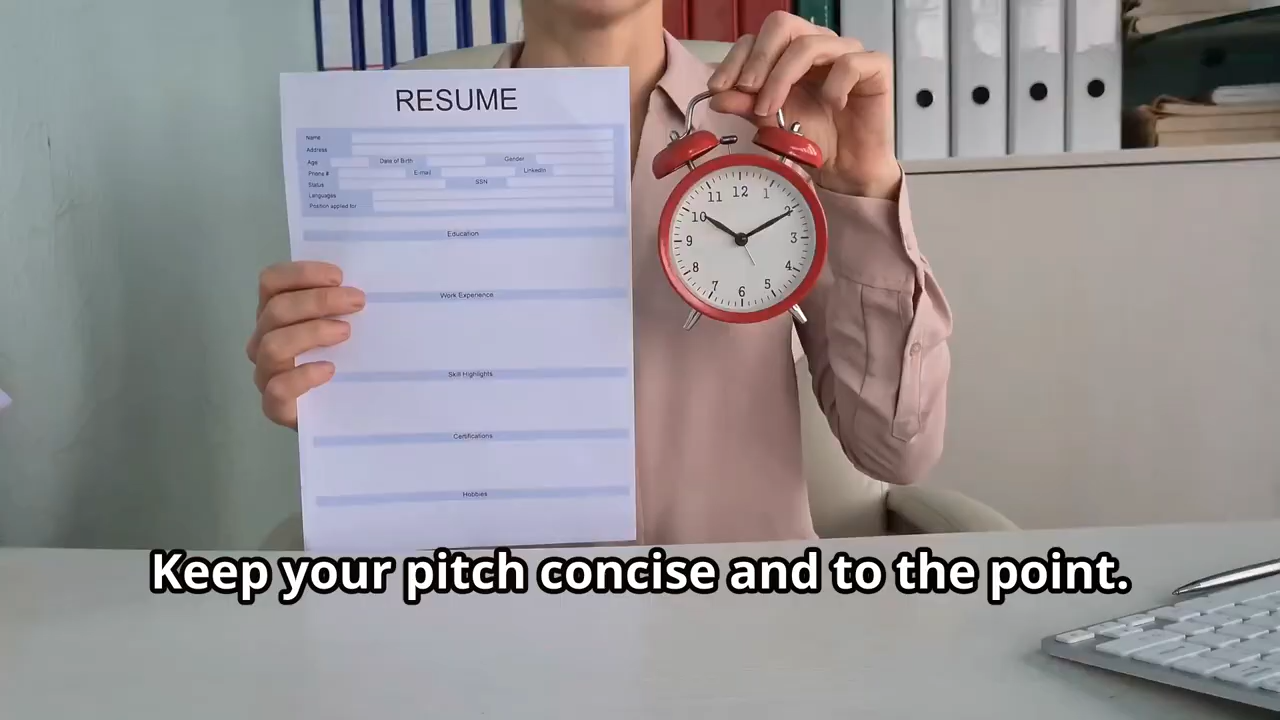 RESUME
Name
Address
Age Date of Birth Gender
Phone # E-mail LinkedIn
Status SSN
Languages
Position applied for
Education
Work Experience
Skill Highlights
Certifications
Hobbies
11 12 1
10 2
9 3
8 4
7 6 5
Keep your pitch concise and to the point.